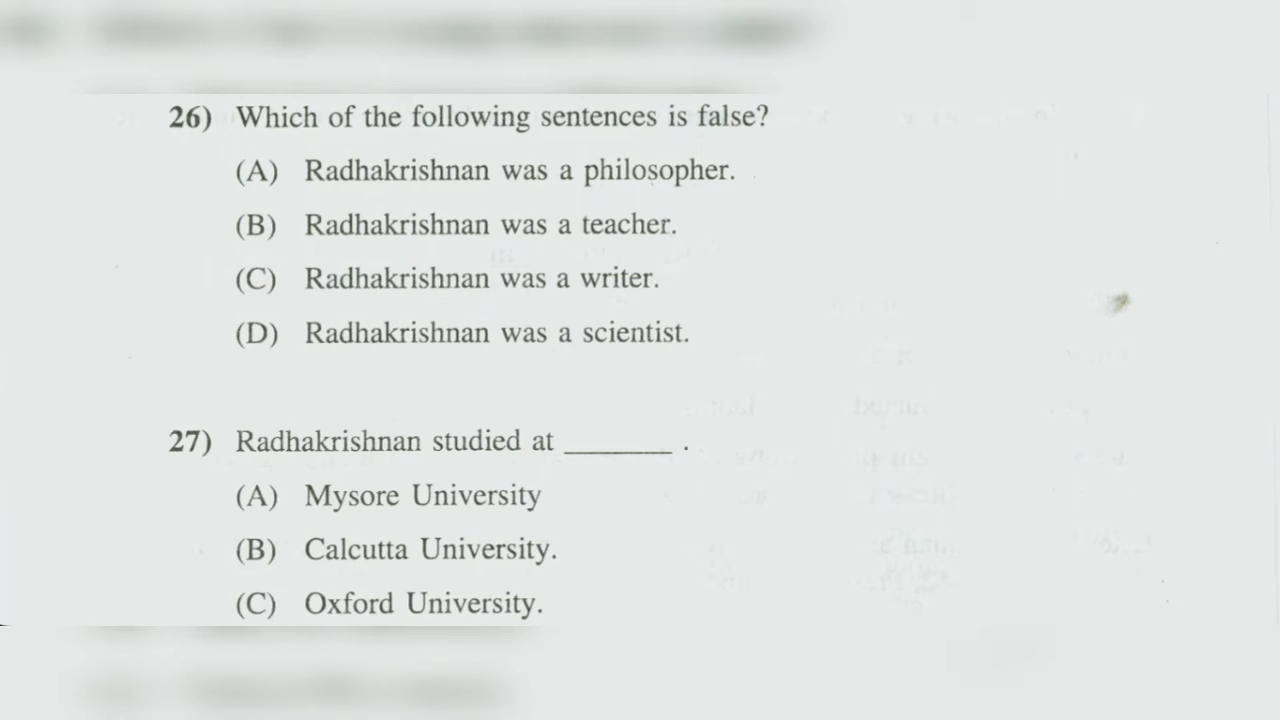 26) Which of the following sentences is false?
(A) Radhakrishnan was a philosopher.
(B) Radhakrishnan was a teacher.
(C) Radhakrishnan was a writer.
(D) Radhakrishnan was a scientist.
27) Radhakrishnan studied at _______ .
(A) Mysore University
(B) Calcutta University.
(C) Oxford University.